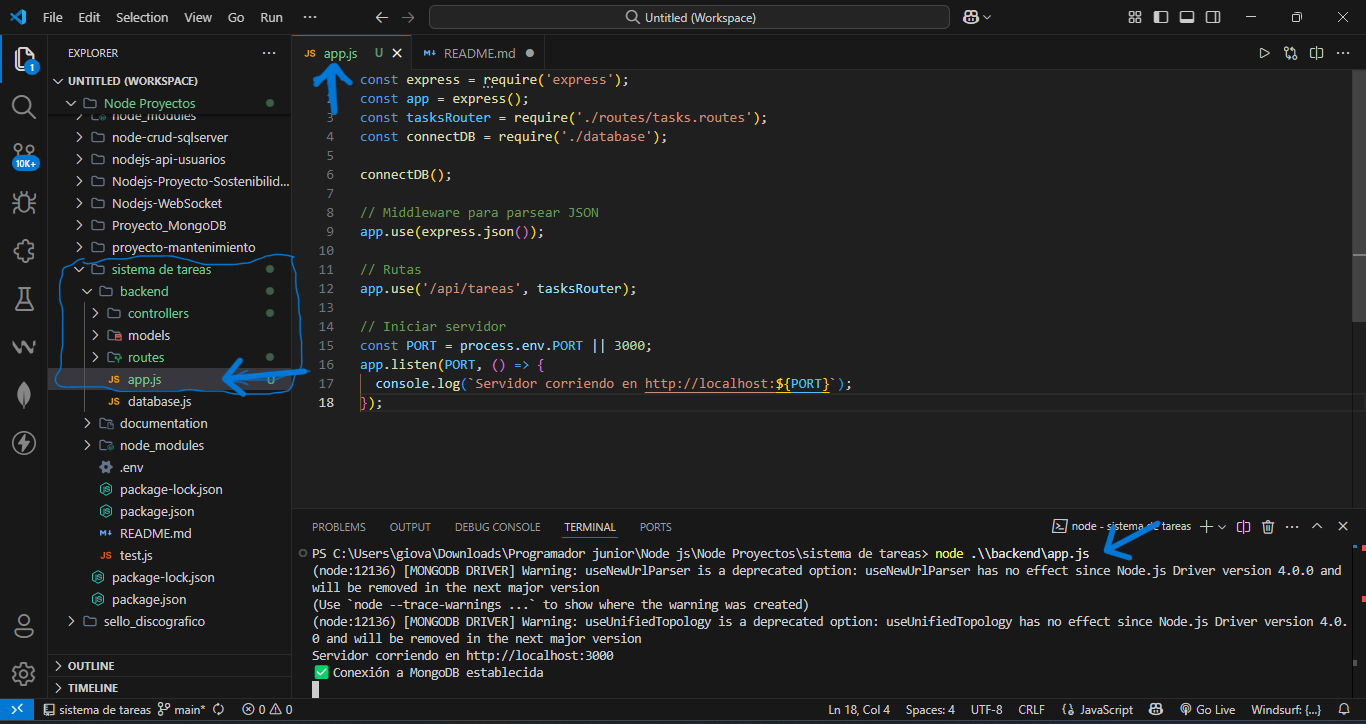 File Edit Selection View Go Run ···
Untitled (Workspace)
EXPLORER ···
UNTITLED (WORKSPACE)
Node Proyectos
node_modules
node-crud-sqlserver
nodejs-api-usuarios
Nodejs-Proyecto-Sostenibilid...
Nodejs-WebSocket
Proyecto_MongoDB
proyecto-mantenimiento
sistema de tareas
backend
controllers
models
routes
JS app.js U
JS database.js
documentation
node_modules
.env
package-lock.json
package.json
README.md
JS test.js
package-lock.json
package.json
sello_discografico
OUTLINE
TIMELINE
1
10K+
JS app.js U
README.md
const express = require('express');
2 const app = express();
3 const tasksRouter = require('./routes/tasks.routes');
4 const connectDB = require('./database');
5
6 connectDB();
7
8 // Middleware para parsear JSON
9 app.use(express.json());
10
11 // Rutas
12 app.use('/api/tareas', tasksRouter);
13
14 // Iniciar servidor
15 const PORT = process.env.PORT || 3000;
16 app.listen(PORT, () => {
17 console.log(`Servidor corriendo en http://localhost:${PORT}`);
18 });
PROBLEMS OUTPUT DEBUG CONSOLE TERMINAL PORTS
node - sistema de tareas
PS C:\Users\giova\Downloads\Programador junior\Node js\Node Proyectos\sistema de tareas> node .\\backend\app.js
(node:12136) [MONGODB DRIVER] Warning: useNewUrlParser is a deprecated option: useNewUrlParser has no effect since Node.js Driver version 4.0.0 and
will be removed in the next major version
(Use `node --trace-warnings ...` to show where the warning was created)
(node:12136) [MONGODB DRIVER] Warning: useUnifiedTopology is a deprecated option: useUnifiedTopology has no effect since Node.js Driver version 4.0.
0 and will be removed in the next major version
Servidor corriendo en http://localhost:3000
✅ Conexión a MongoDB establecida
sistema de tareas main* 0 0
Ln 18, Col 4 Spaces: 4 UTF-8 CRLF {} JavaScript Go Live Windsurf: {...}